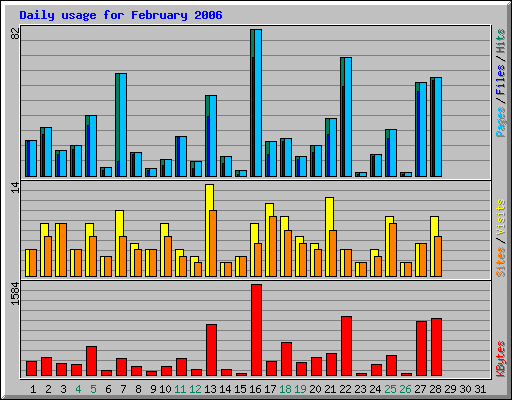 Daily usage for February 2006
82
Pages / Files / Hits
14
Sites / Visits
1584
KBytes
1 2 3 4 5 6 7 8 9 10 11 12 13 14 15 16 17 18 19 20 21 22 23 24 25 26 27 28 29 30 31